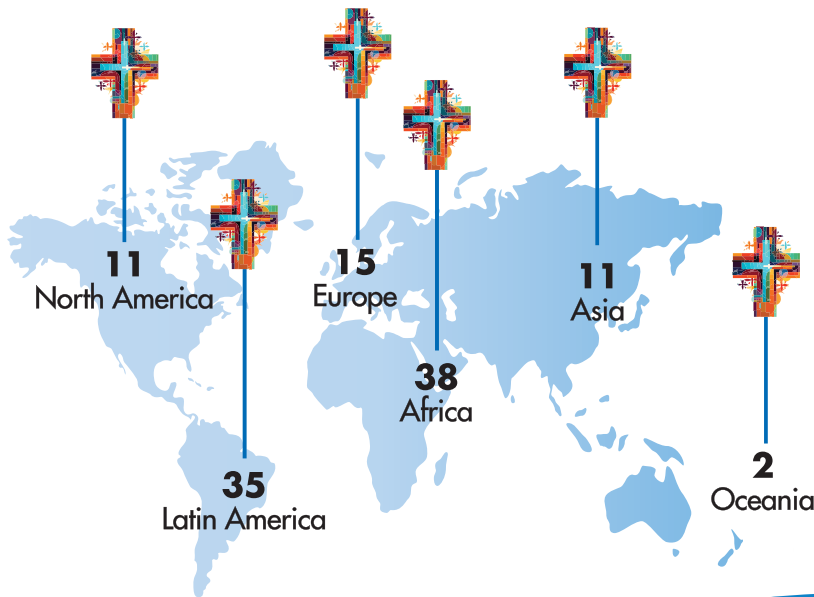 11
North America
15
Europe
11
Asia
38
Africa
35
Latin America
2
Oceania